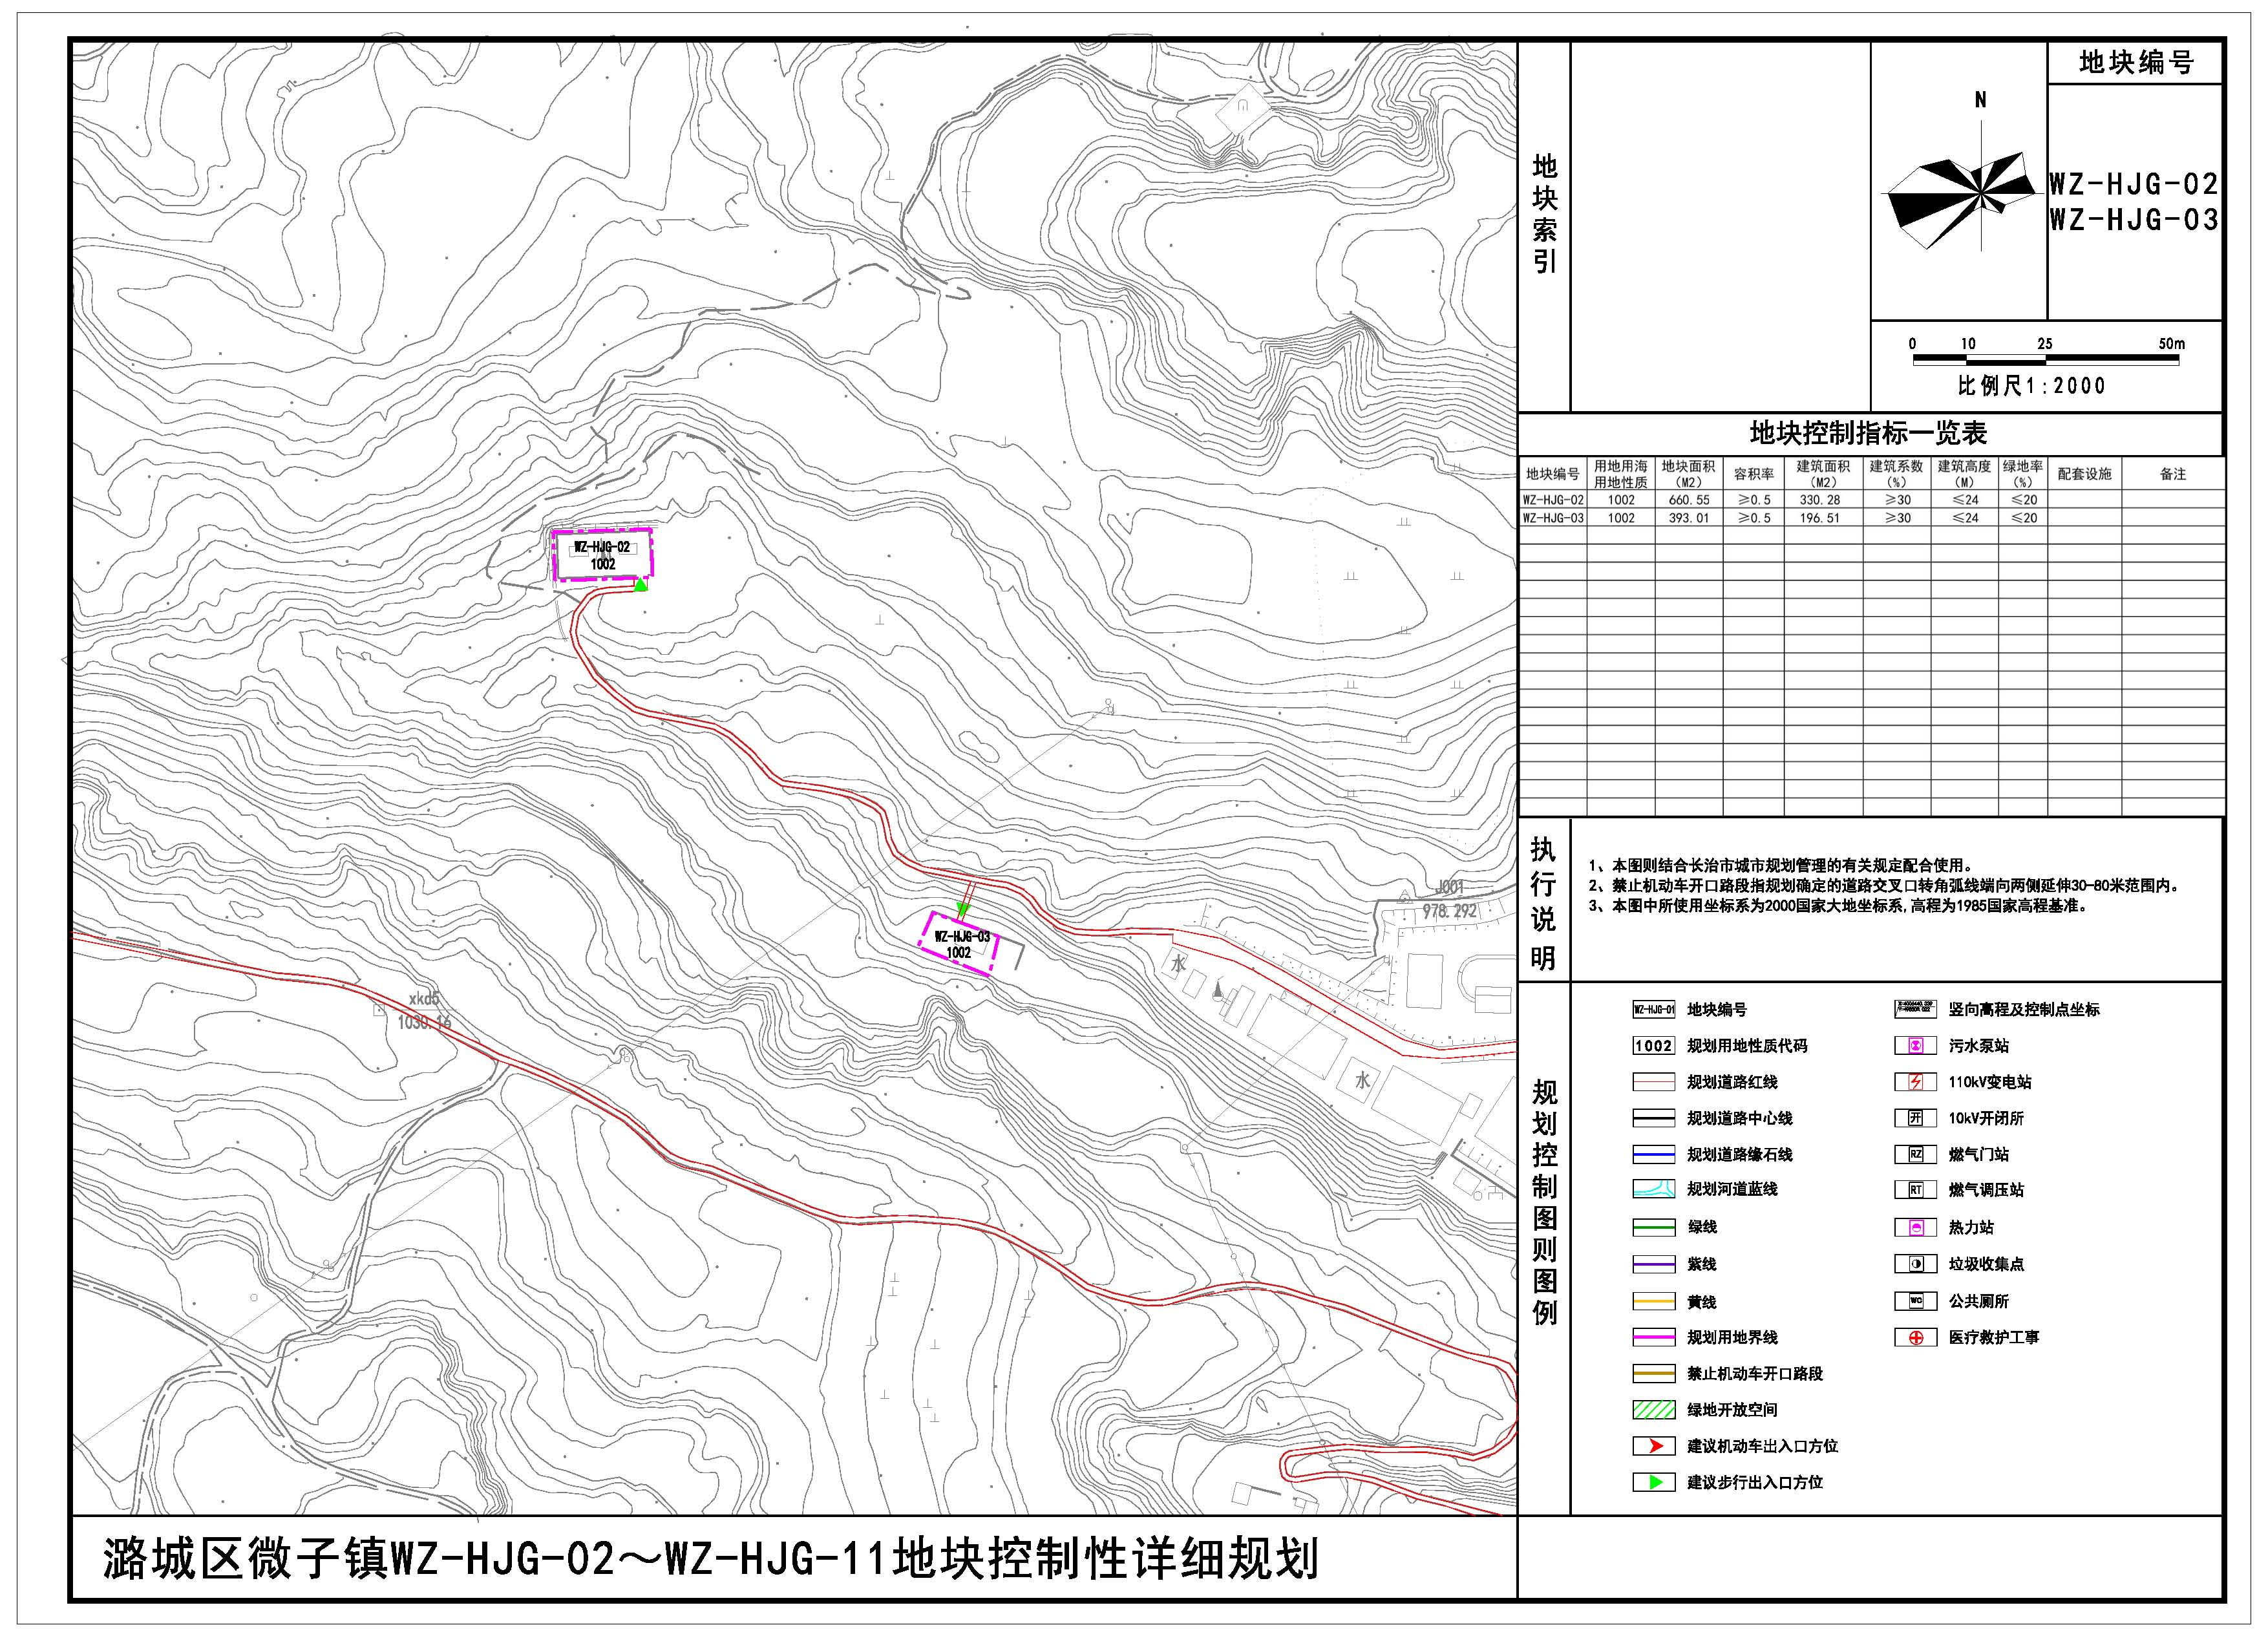 地块索引
N
地块编号
WZ-HJG-02
WZ-HJG-03
0 10 25 50m
比例尺1:2000
地块控制指标一览表
地块编号 用地用海用地性质 地块面积（M2） 容积率 建筑面积（M2） 建筑系数（%） 建筑高度（M） 绿地率（%） 配套设施 备注
WZ-HJG-02 1002 660.55 ≥0.5 330.28 ≥30 ≤24 ≤20
WZ-HJG-03 1002 393.01 ≥0.5 196.51 ≥30 ≤24 ≤20
执行说明
1、本图则结合长治市城市规划管理的有关规定配合使用。
2、禁止机动车开口路段指规划确定的道路交叉口转角弧线端向两侧延伸30-80米范围内。
3、本图中所使用坐标系为2000国家大地坐标系,高程为1985国家高程基准。
规划控制图则图例
WZ-HJG-01 地块编号
1002 规划用地性质代码
规划道路红线
规划道路中心线
规划道路缘石线
规划河道蓝线
绿线
紫线
黄线
规划用地界线
禁止机动车开口路段
绿地开放空间
建议机动车出入口方位
建议步行出入口方位
竖向高程及控制点坐标
污水泵站
110kV变电站
开 10kV开闭所
RZ 燃气门站
RT 燃气调压站
热力站
垃圾收集点
WC 公共厕所
医疗救护工事
WZ-HJG-02
1002
WZ-HJG-03
1002
J001
978.292
水
水
xkd5
1030.16
潞城区微子镇WZ-HJG-02～WZ-HJG-11地块控制性详细规划